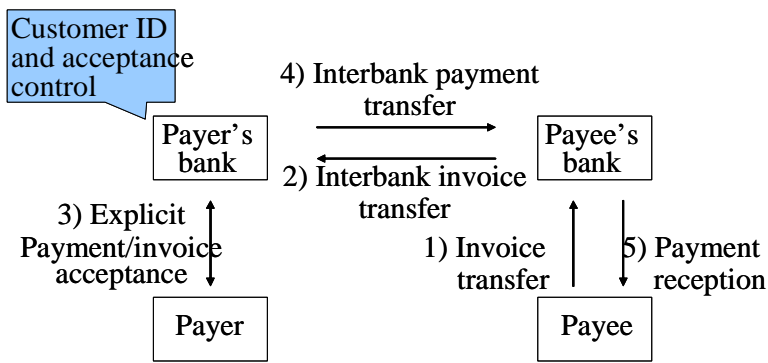 Customer ID
and acceptance
control
4) Interbank payment
transfer
Payer’s
bank
Payee’s
bank
2) Interbank invoice
transfer
3) Explicit
Payment/invoice
acceptance
1) Invoice
transfer
5) Payment
reception
Payer
Payee